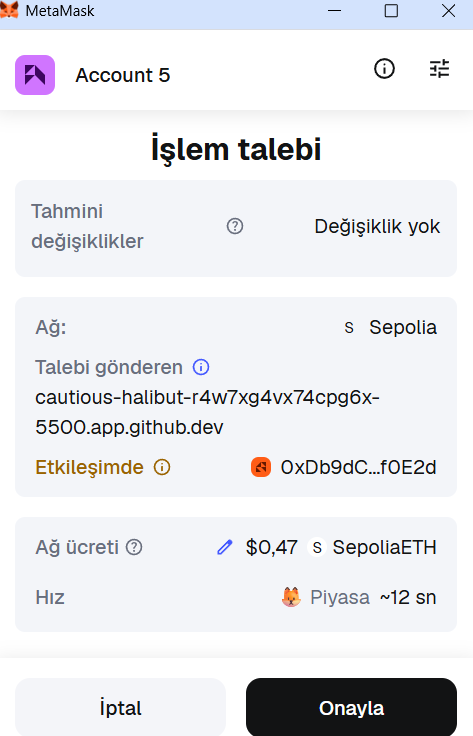 MetaMask
Account 5
İşlem talebi
Tahmini
değişiklikler
Değişiklik yok
Ağ:
S Sepolia
Talebi gönderen
cautious-halibut-r4w7xg4vx74cpg6x-
5500.app.github.dev
Etkileşimde 0xDb9dC...f0E2d
Ağ ücreti $0,47 S SepoliaETH
Hız Piyasa ~12 sn
İptal Onayla